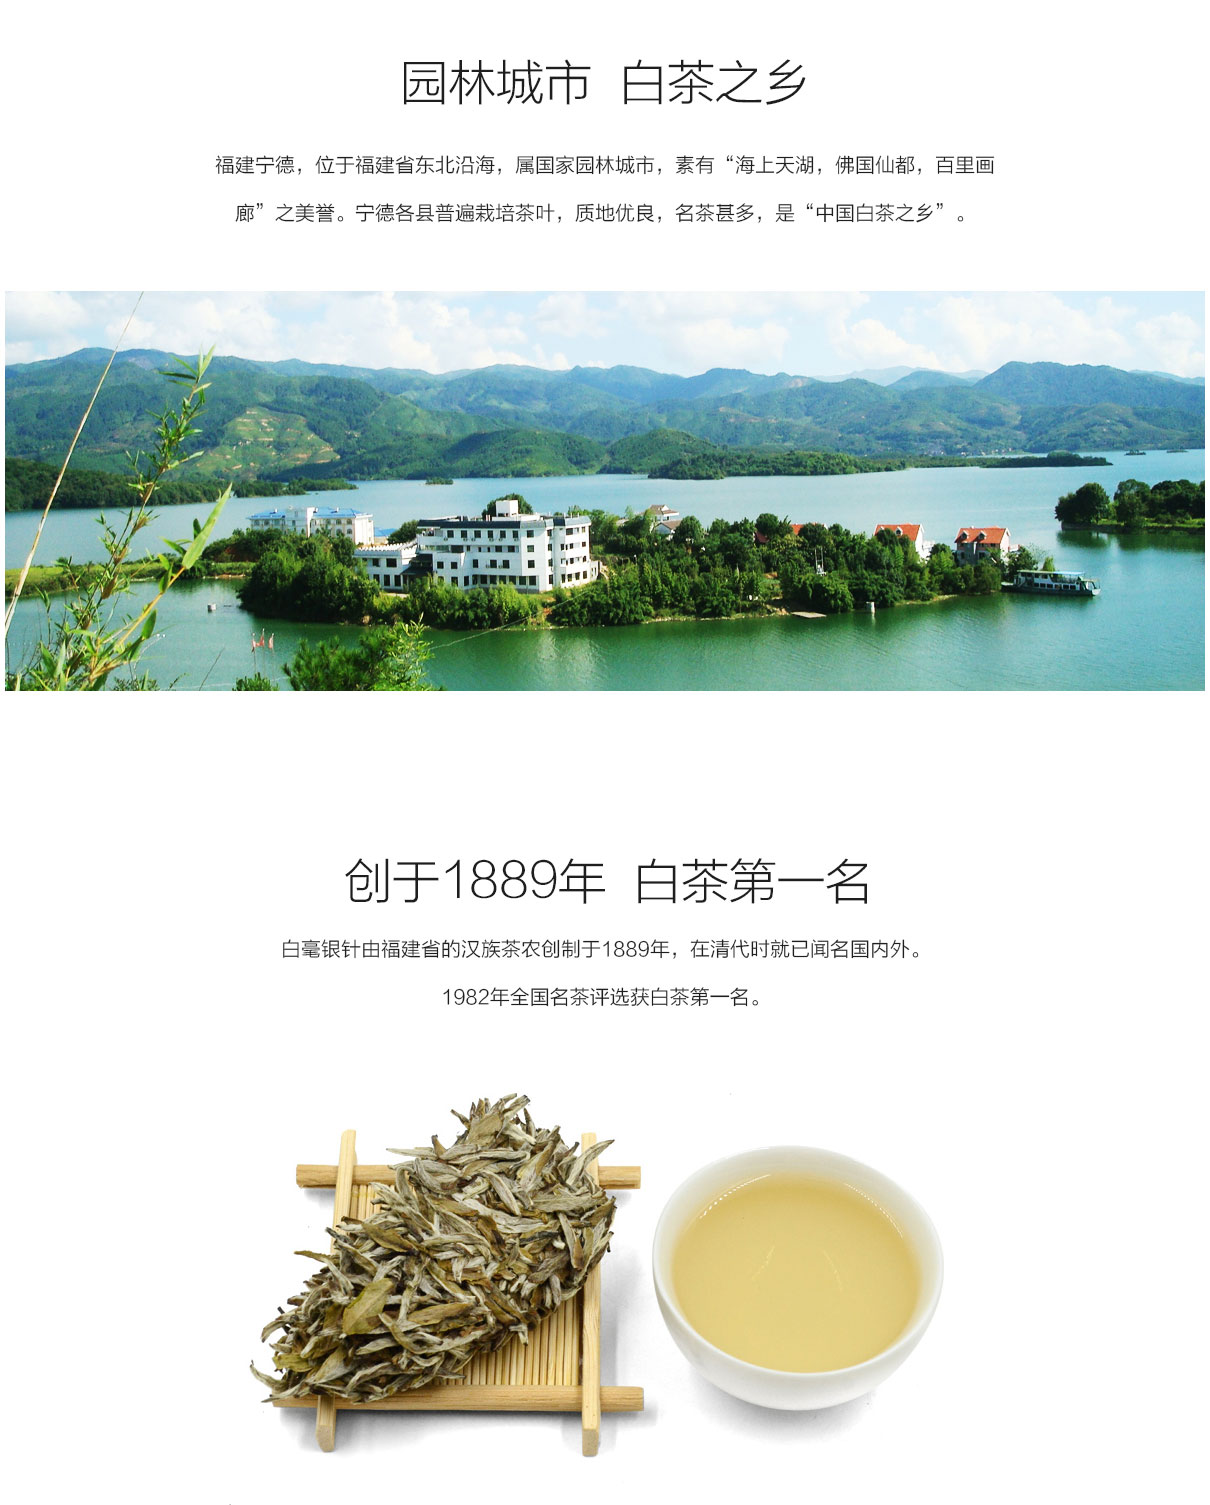 园林城市 白茶之乡
福建宁德，位于福建省东北沿海，属国家园林城市，素有“海上天湖，佛国仙都，百里画
廊”之美誉。宁德各县普遍栽培茶叶，质地优良，名茶甚多，是“中国白茶之乡”。
创于1889年 白茶第一名
白毫银针由福建省的汉族茶农创制于1889年，在清代时就已闻名国内外。
1982年全国名茶评选获白茶第一名。